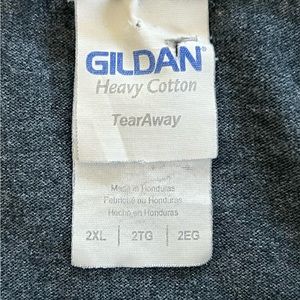 GILDAN®
Heavy Cotton
TearAway
Made in Honduras
Fabriqué au Honduras
Hecho en Honduras
2XL | 2TG | 2EG